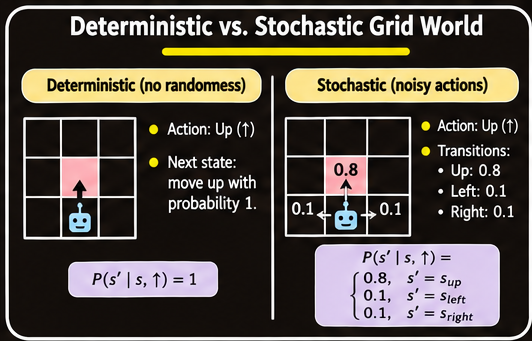 Deterministic vs. Stochastic Grid World
Deterministic (no randomness)
• Action: Up (↑)
• Next state:
move up with
probability 1.
P(s′ | s, ↑) = 1
Stochastic (noisy actions)
0.8
0.1
0.1
• Action: Up (↑)
• Transitions:
• Up: 0.8
• Left: 0.1
• Right: 0.1
P(s′ | s, ↑) =
0.8, s′ = s_up
0.1, s′ = s_left
0.1, s′ = s_right